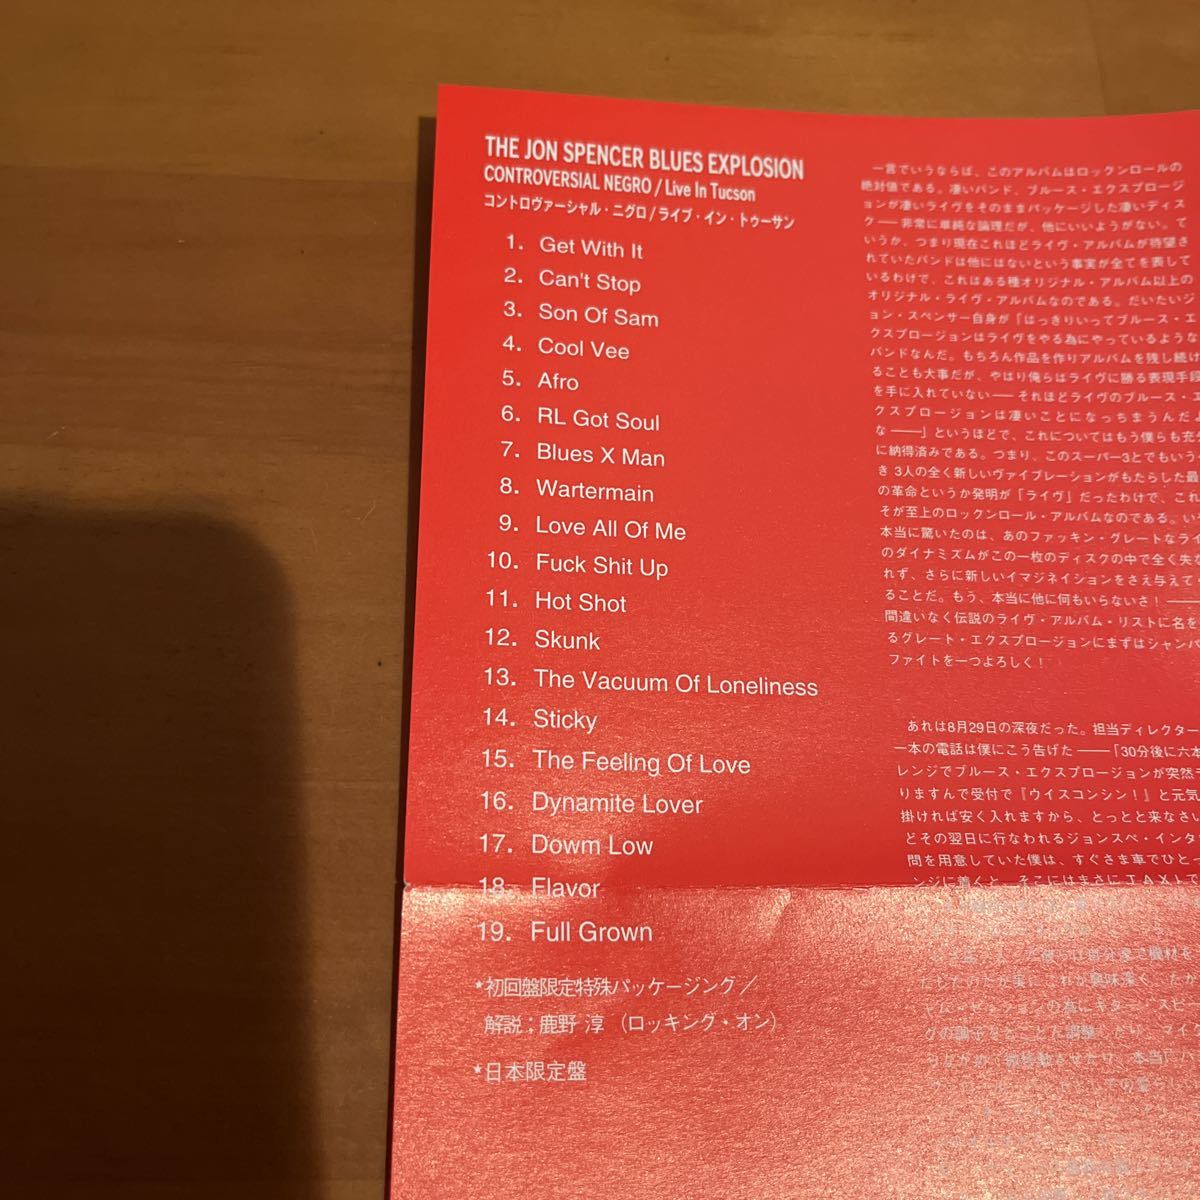 THE JON SPENCER BLUES EXPLOSION
CONTROVERSIAL NEGRO / Live In Tucson
コントロヴァーシャル・ニグロ / ライブ・イン・トゥーサン
1. Get With It
2. Can't Stop
3. Son Of Sam
4. Cool Vee
5. Afro
6. RL Got Soul
7. Blues X Man
8. Wartermain
9. Love All Of Me
10. Fuck Shit Up
11. Hot Shot
12. Skunk
13. The Vacuum Of Loneliness
14. Sticky
15. The Feeling Of Love
16. Dynamite Lover
17. Dowm Low
18. Flavor
19. Full Grown
*初回盤限定特殊パッケージング／
解説；鹿野 淳（ロッキング・オン）
*日本限定盤
一言でいうならば、このアルバムはロックンロールの
絶対値である。凄いバンド、ブルース・エクスプロージ
ョンが凄いライヴをそのままパッケージした凄いディス
ク―― 非常に単純な論理だが、他にいいようがない。て
いうか、つまり現在これほどライヴ・アルバムが待望さ
れていたバンドは他にはないという事実が全てを表して
いるわけで、これはある種オリジナル・アルバム以上の
オリジナル・ライヴ・アルバムなのである。だいたいジ
ョン・スペンサー自身が「はっきりいってブルース・エ
クスプロージョンはライヴをやる為にやっているような
バンドなんだ。もちろん作品を作りアルバムを残し続け
ることも大事だが、やはり俺らはライヴに勝る表現手段
を手に入れていない―― それほどライヴのブルース・エ
クスプロージョンは凄いことになっちまうんだ
な――」というほどで、これについてはもう僕らも充分
に納得済みである。つまり、このスーパー3とでもいう
き 3人の全く新しいヴァイブレーションがもたらした最
の革命というか発明が「ライヴ」だったわけで、これ
そが至上のロックンロール・アルバムなのである。い
本当に驚いたのは、あのファッキン・グレートなライ
のダイナミズムがこの一枚のディスクの中で全く失な
れず、さらに新しいイマジネイションをさえ与えて
ることだ。もう、本当に他に何もいらないさ！――
間違いなく伝説のライヴ・アルバム・リストに名を
るグレート・エクスプロージョンにまずはシャンパ
ファイトを一つよろしく！
あれは8月29日の深夜だった。担当ディレクター
一本の電話は僕にこう告げた――「30分後に六本
レンジでブルース・エクスプロージョンが突然
りますんで受付で『ウイスコンシン！』と元気
掛ければ安く入れますから、とっとと来なさい
どその翌日に行なわれるジョンスペ・インタ
問を用意していた僕は、すぐさま車でひと
ンジに着くと、そこにはまさにＪＡＸＩで